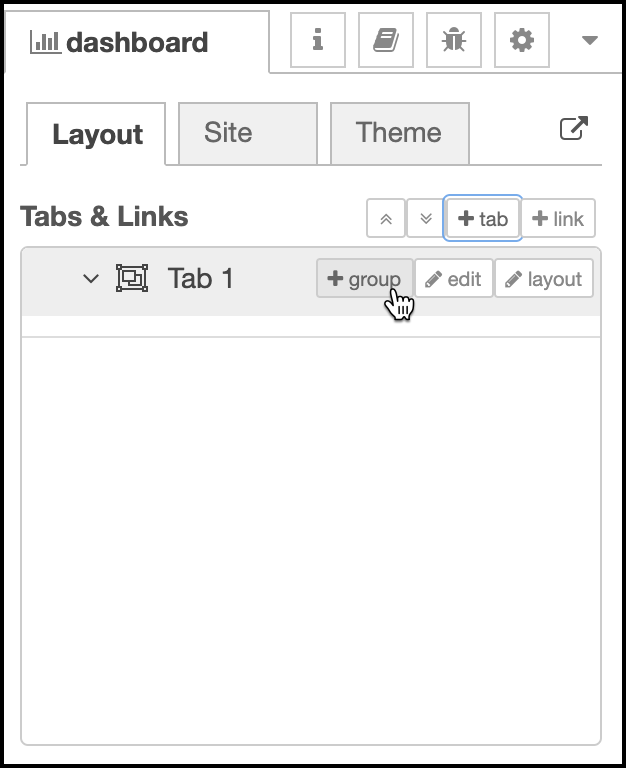 dashboard
Layout Site Theme
Tabs & Links + tab + link
Tab 1 + group edit layout